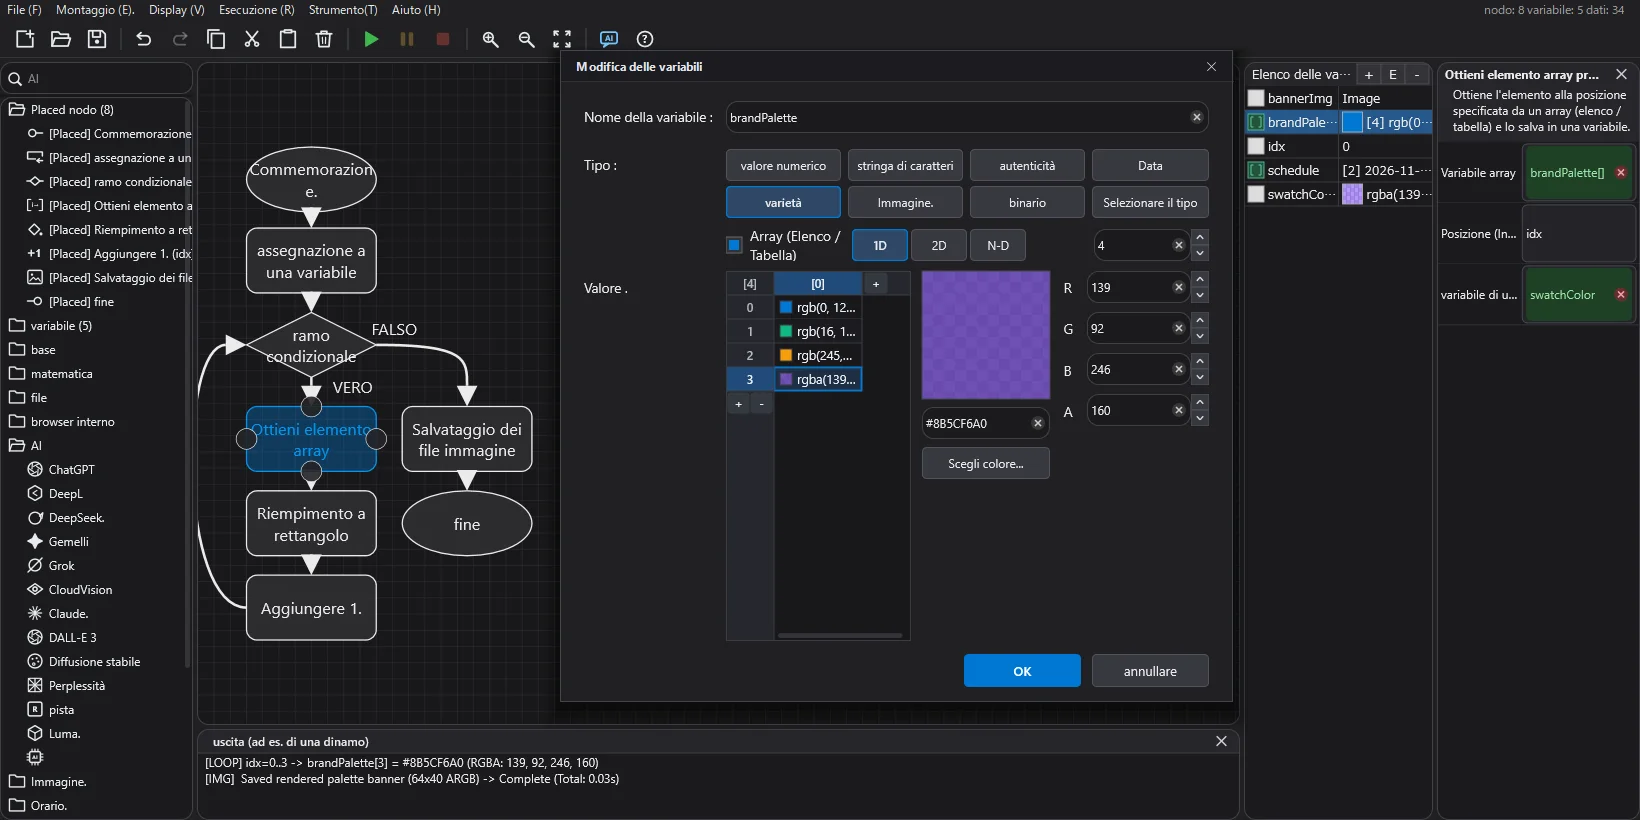 File (F)
Montaggio (E).
Display (V)
Esecuzione (R)
Strumento(T)
Aiuto (H)
nodo: 8 variabile: 5 dati: 34
AI
Placed nodo (8)
[Placed] Commemorazione
[Placed] assegnazione a un
[Placed] ramo condizionale
[Placed] Ottieni elemento a
[Placed] Riempimento a ret
[Placed] Aggiungere 1. (idx
[Placed] Salvataggio dei file
[Placed] fine
variabile (5)
base
matematica
file
browser interno
AI
ChatGPT
DeepL
DeepSeek.
Gemelli
Grok
CloudVision
Claude.
DALL-E 3
Diffusione stabile
Perplessità
pista
Luma.
Immagine.
Orario.
Commemorazion
e.
assegnazione a
una variabile
ramo
condizionale
FALSO
VERO
Ottieni elemento
array
Salvataggio dei
file immagine
Riempimento a
rettangolo
fine
Aggiungere 1.
Modifica delle variabili
Nome della variabile :
brandPalette
Tipo :
valore numerico
stringa di caratteri
autenticità
Data
varietà
Immagine.
binario
Selezionare il tipo
Array (Elenco /
Tabella)
1D
2D
N-D
4
Valore .
[4]
[0]
+
0
rgb(0, 12...
1
rgb(16, 1...
2
rgb(245,...
3
rgba(139...
+
-
R
139
G
92
B
246
A
160
#8B5CF6A0
Scegli colore...
OK
annullare
uscita (ad es. di una dinamo)
[LOOP] idx=0..3 -> brandPalette[3] = #8B5CF6A0 (RGBA: 139, 92, 246, 160)
[IMG] Saved rendered palette banner (64x40 ARGB) -> Complete (Total: 0.03s)
Elenco delle va···
+
E
-
bannerImg
Image
brandPale···
[4] rgb(0···
idx
0
schedule
[2] 2026-11-···
swatchCo···
rgba(139···
Ottieni elemento array pr...
Ottiene l'elemento alla posizione
specificata da un array (elenco /
tabella) e lo salva in una variabile.
Variabile array
brandPalette[]
Posizione (In...
idx
variabile di u...
swatchColor